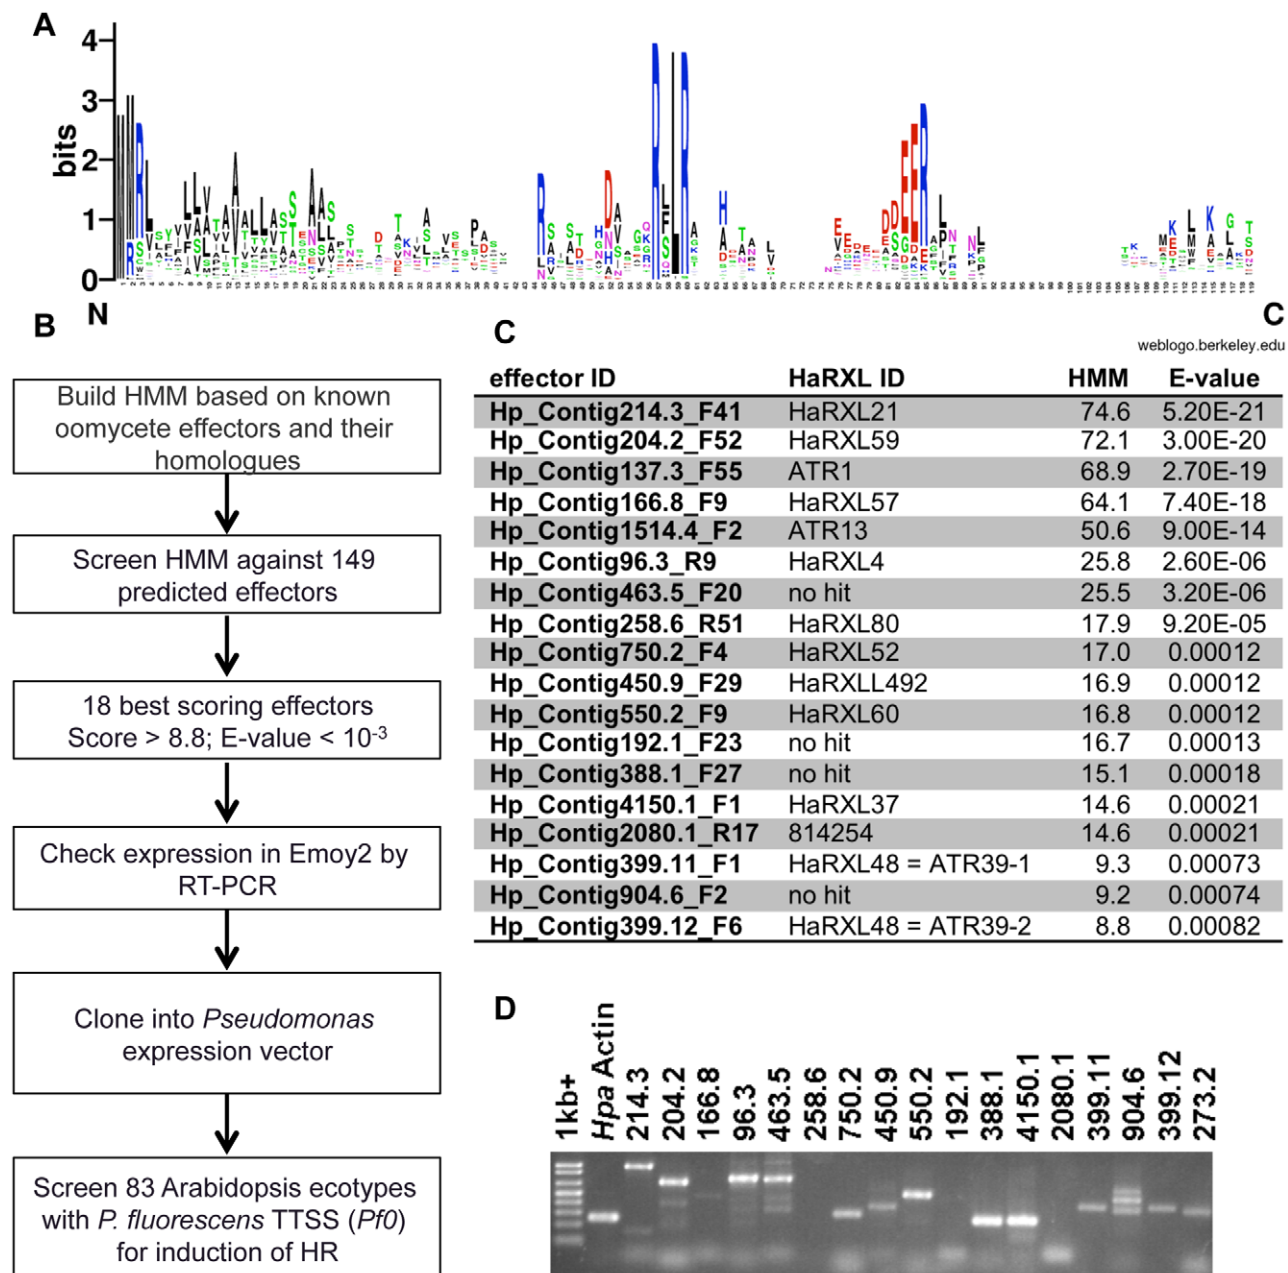 A
4
3
2
1
0
bits
N
C
weblogo.berkeley.edu
B
Build HMM based on known
oomycete effectors and their
homologues
Screen HMM against 149
predicted effectors
18 best scoring effectors
Score > 8.8; E-value < 10-3
Check expression in Emoy2 by
RT-PCR
Clone into Pseudomonas
expression vector
Screen 83 Arabidopsis ecotypes
with P. fluorescens TTSS (Pf0)
for induction of HR
C
effector ID HaRXL ID HMM E-value
Hp_Contig214.3_F41 HaRXL21 74.6 5.20E-21
Hp_Contig204.2_F52 HaRXL59 72.1 3.00E-20
Hp_Contig137.3_F55 ATR1 68.9 2.70E-19
Hp_Contig166.8_F9 HaRXL57 64.1 7.40E-18
Hp_Contig1514.4_F2 ATR13 50.6 9.00E-14
Hp_Contig96.3_R9 HaRXL4 25.8 2.60E-06
Hp_Contig463.5_F20 no hit 25.5 3.20E-06
Hp_Contig258.6_R51 HaRXL80 17.9 9.20E-05
Hp_Contig750.2_F4 HaRXL52 17.0 0.00012
Hp_Contig450.9_F29 HaRXLL492 16.9 0.00012
Hp_Contig550.2_F9 HaRXL60 16.8 0.00012
Hp_Contig192.1_F23 no hit 16.7 0.00013
Hp_Contig388.1_F27 no hit 15.1 0.00018
Hp_Contig4150.1_F1 HaRXL37 14.6 0.00021
Hp_Contig2080.1_R17 814254 14.6 0.00021
Hp_Contig399.11_F1 HaRXL48 = ATR39-1 9.3 0.00073
Hp_Contig904.6_F2 no hit 9.2 0.00074
Hp_Contig399.12_F6 HaRXL48 = ATR39-2 8.8 0.00082
D
1kb+
Hpa Actin
214.3
204.2
166.8
96.3
463.5
258.6
750.2
450.9
550.2
192.1
388.1
4150.1
2080.1
399.11
904.6
399.12
273.2